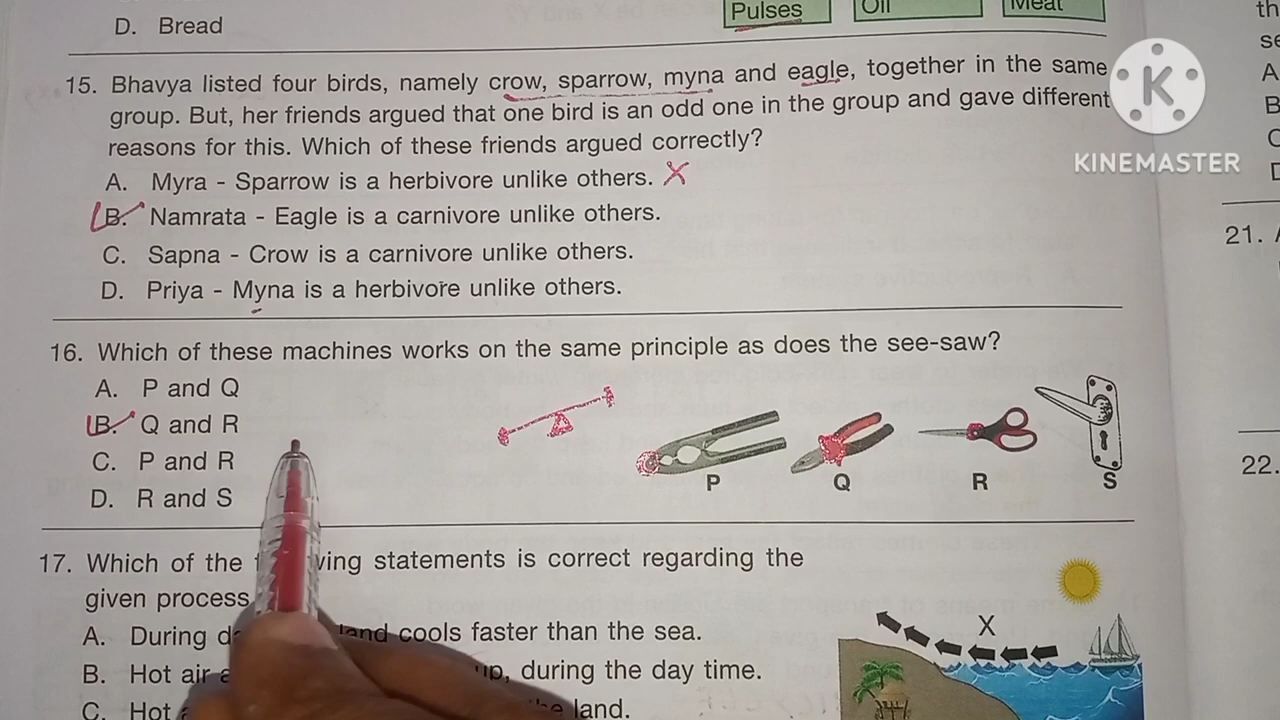 D. Bread
Pulses
Oil
Meat
15. Bhavya listed four birds, namely crow, sparrow, myna and eagle, together in the same
group. But, her friends argued that one bird is an odd one in the group and gave different
reasons for this. Which of these friends argued correctly?
A. Myra - Sparrow is a herbivore unlike others.
B. Namrata - Eagle is a carnivore unlike others.
C. Sapna - Crow is a carnivore unlike others.
D. Priya - Myna is a herbivore unlike others.
16. Which of these machines works on the same principle as does the see-saw?
A. P and Q
B. Q and R
C. P and R
D. R and S
P Q R S
17. Which of the statements is correct regarding the
given process
A. During land cools faster than the sea.
B. Hot air up, during the day time.
C. Hot land.
X
KINEMASTER
K
th
A
B
C
21.
22.